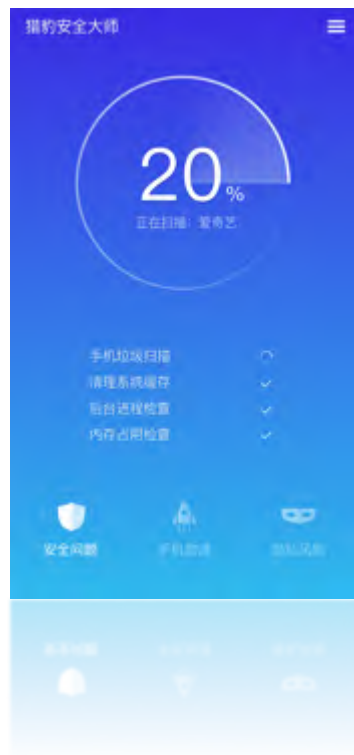 猎豹安全大师
20%
正在扫描：爱奇艺
手机垃圾扫描
清理系统缓存
后台进程检查
内存占用检查
安全问题
手机加速
隐私风险